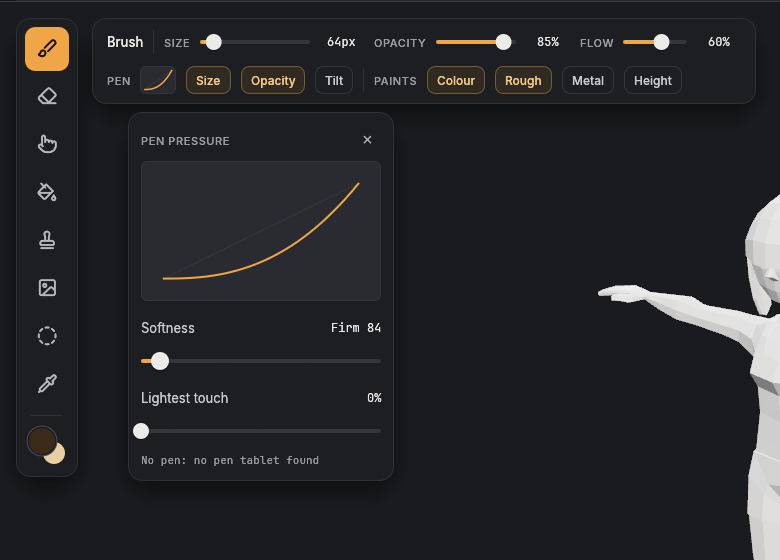 Brush SIZE 64px OPACITY 85% FLOW 60%
PEN Size Opacity Tilt PAINTS Colour Rough Metal Height
PEN PRESSURE ×
Softness Firm 84
Lightest touch 0%
No pen: no pen tablet found